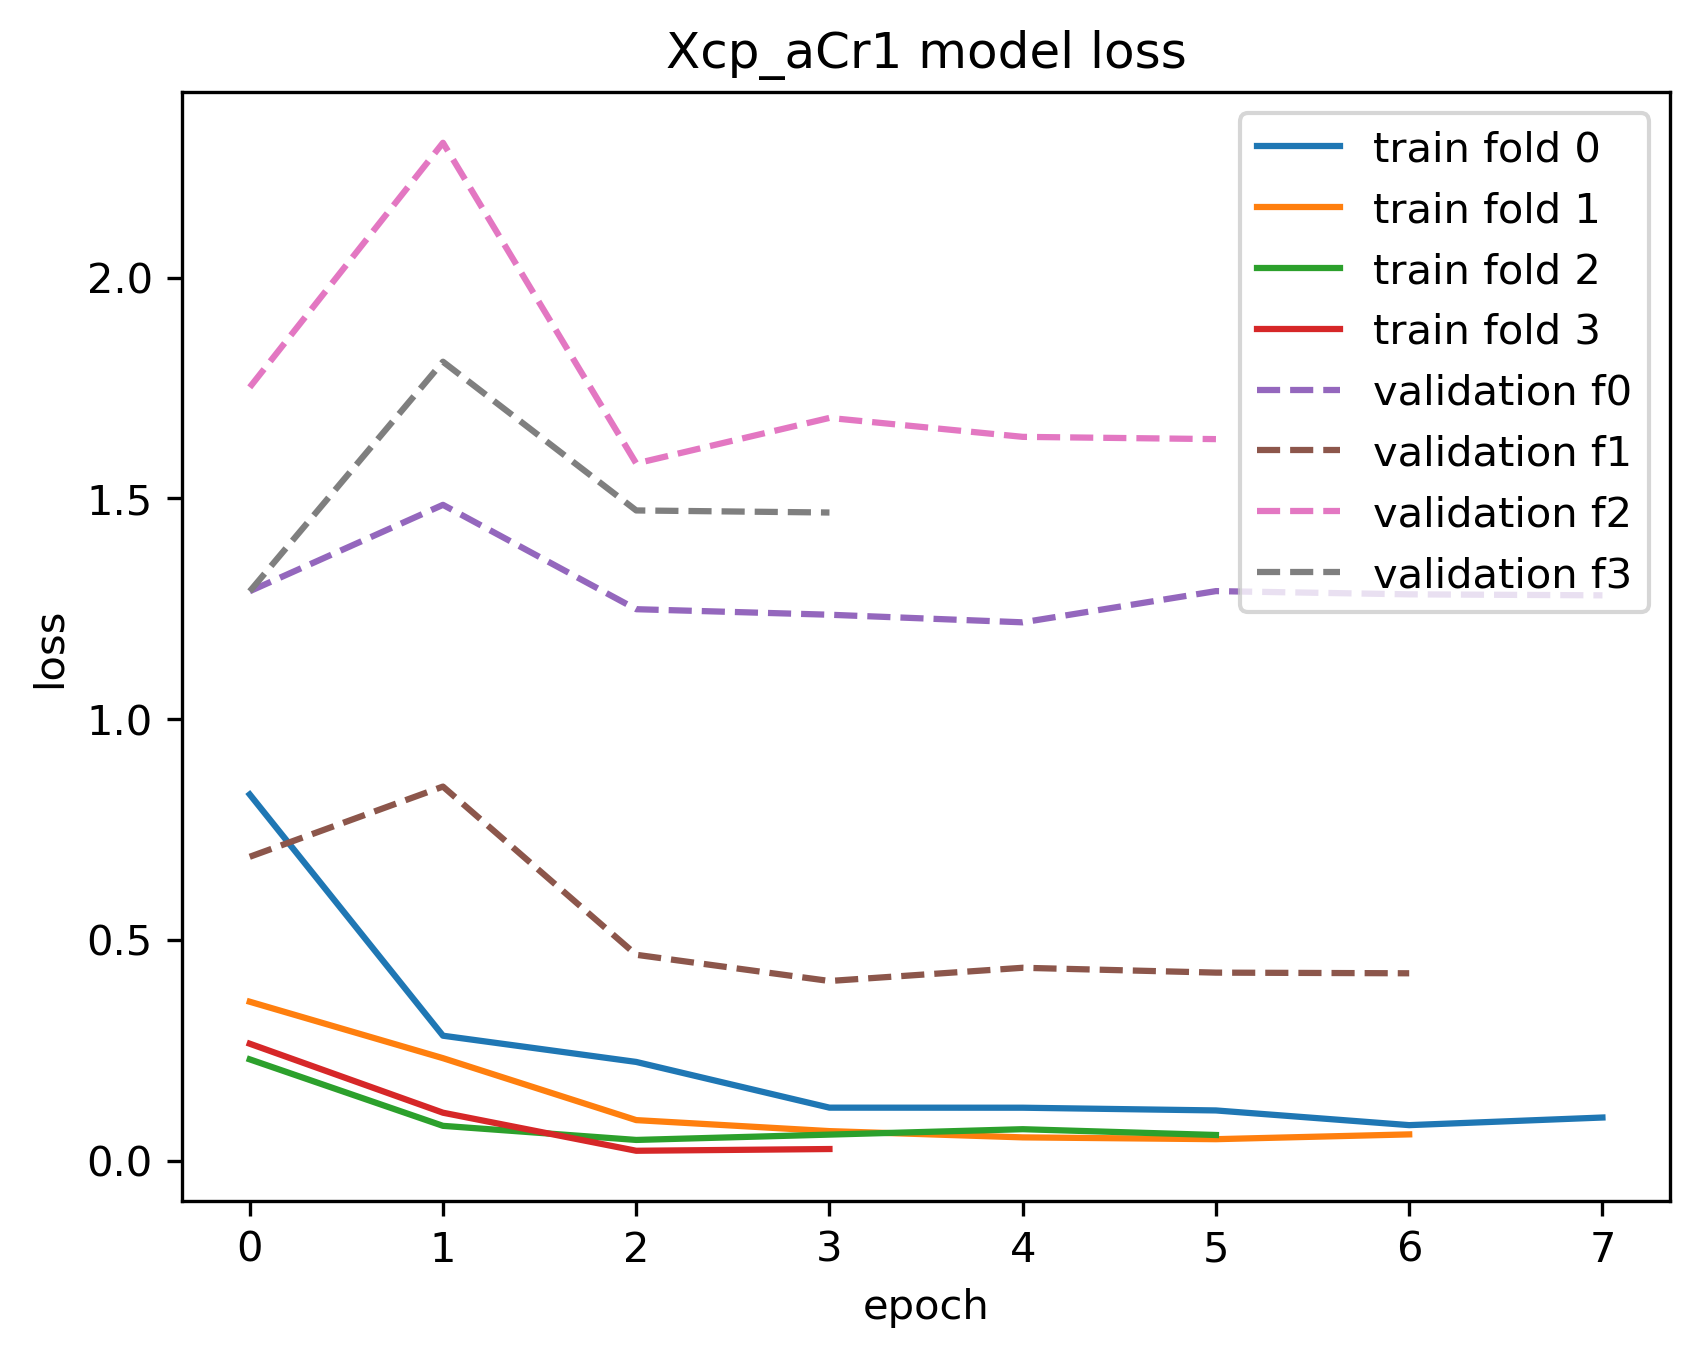 Xcp_aCr1 model loss
train fold 0
train fold 1
train fold 2
train fold 3
validation f0
validation f1
validation f2
validation f3
2.0
1.5
1.0
0.5
0.0
loss
0 1 2 3 4 5 6 7
epoch